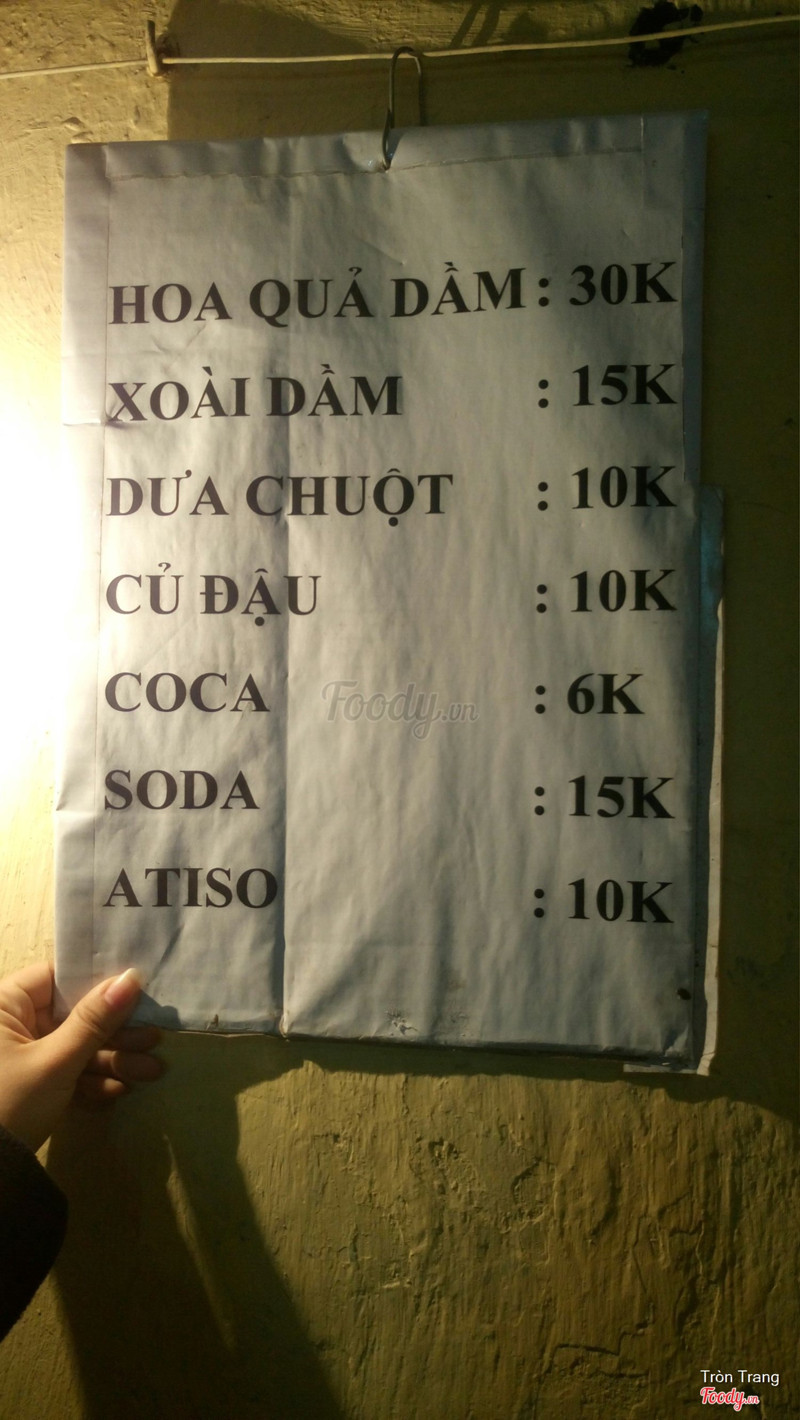 HOA QUẢ DẦM : 30K
XOÀI DẦM : 15K
DƯA CHUỘT : 10K
CỦ ĐẬU : 10K
COCA : 6K
Foody.vn
SODA : 15K
ATISO : 10K
Tròn Trang
Foody.vn